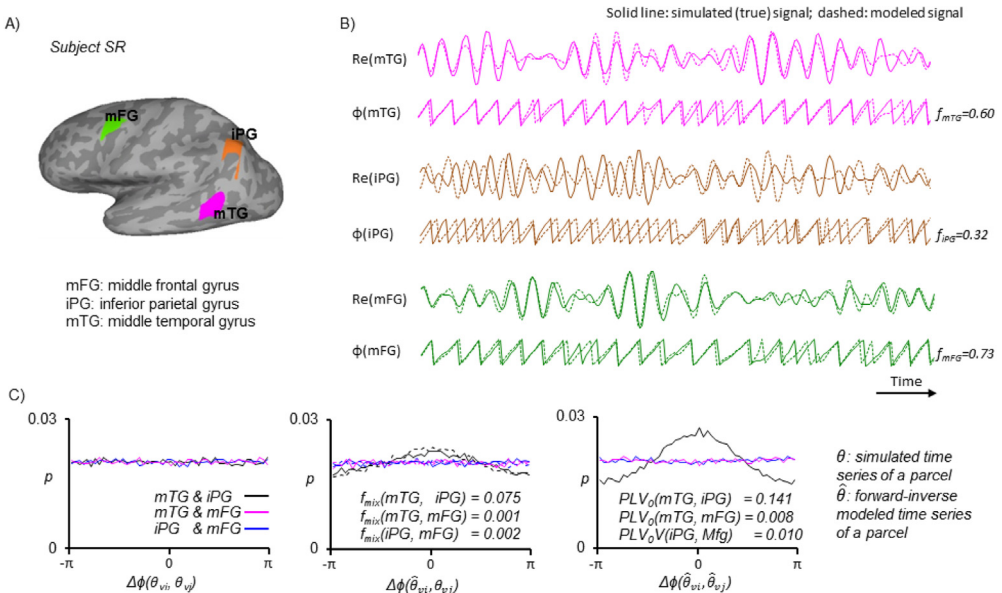 Solid line: simulated (true) signal; dashed: modeled signal
A)
B)
Subject SR
mFG
iPG
mTG
mFG: middle frontal gyrus
iPG: inferior parietal gyrus
mTG: middle temporal gyrus
Re(mTG)
ϕ(mTG)
f_mTG=0.60
Re(iPG)
ϕ(iPG)
f_iPG=0.32
Re(mFG)
ϕ(mFG)
f_mFG=0.73
Time
C)
0.03
p
mTG & iPG
mTG & mFG
iPG & mFG
0
-π 0 π
Δϕ(θ_vi, θ_vj)
0.03
p
f_mix(mTG, iPG) = 0.075
f_mix(mTG, mFG) = 0.001
f_mix(iPG, mFG) = 0.002
0
-π 0 π
Δϕ(θ̂_vi, θ_vj)
0.03
p
PLV₀(mTG, iPG) = 0.141
PLV₀(mTG, mFG) = 0.008
PLV₀V(iPG, Mfg) = 0.010
0
-π 0 π
Δϕ(θ̂_vi, θ̂_vj)
θ: simulated time
series of a parcel
θ̂: forward-inverse
modeled time series
of a parcel